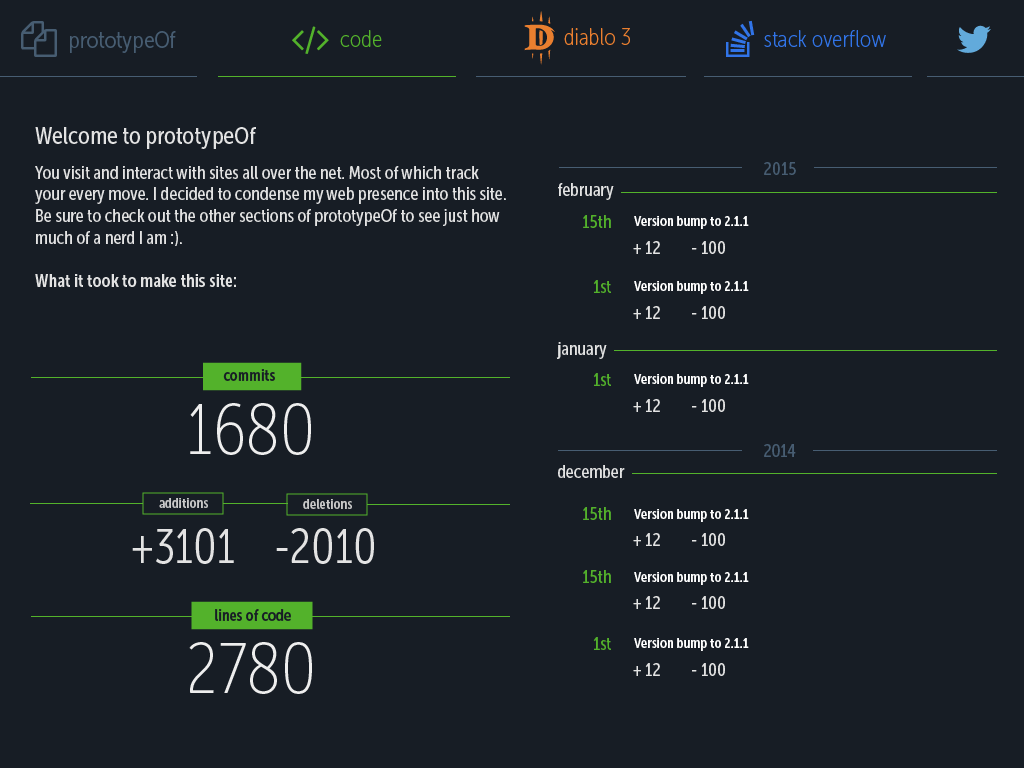 prototypeOf
</> code
diablo 3
stack overflow
Welcome to prototypeOf
You visit and interact with sites all over the net. Most of which track
your every move. I decided to condense my web presence into this site.
Be sure to check out the other sections of prototypeOf to see just how
much of a nerd I am :).
What it took to make this site:
commits
1680
additions
+3101
deletions
-2010
lines of code
2780
2015
february
15th Version bump to 2.1.1
+ 12 - 100
1st Version bump to 2.1.1
+ 12 - 100
january
1st Version bump to 2.1.1
+ 12 - 100
2014
december
15th Version bump to 2.1.1
+ 12 - 100
15th Version bump to 2.1.1
+ 12 - 100
1st Version bump to 2.1.1
+ 12 - 100